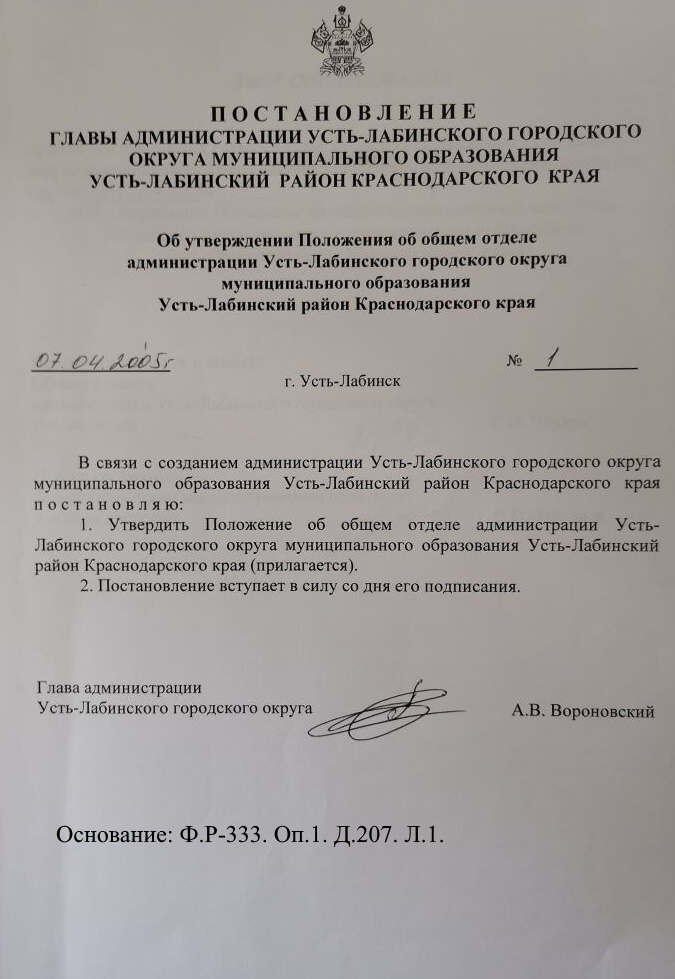 ПОСТАНОВЛЕНИЕ
ГЛАВЫ АДМИНИСТРАЦИИ УСТЬ-ЛАБИНСКОГО ГОРОДСКОГО
ОКРУГА МУНИЦИПАЛЬНОГО ОБРАЗОВАНИЯ
УСТЬ-ЛАБИНСКИЙ РАЙОН КРАСНОДАРСКОГО КРАЯ
Об утверждении Положения об общем отделе
администрации Усть-Лабинского городского округа
муниципального образования
Усть-Лабинский район Краснодарского края
07.04.2005г № 1
г. Усть-Лабинск
В связи с созданием администрации Усть-Лабинского городского округа
муниципального образования Усть-Лабинский район Краснодарского края
п о с т а н о в л я ю:
1. Утвердить Положение об общем отделе администрации Усть-
Лабинского городского округа муниципального образования Усть-Лабинский
район Краснодарского края (прилагается).
2. Постановление вступает в силу со дня его подписания.
Глава администрации
Усть-Лабинского городского округа А.В. Вороновский
Основание: Ф.Р-333. Оп.1. Д.207. Л.1.